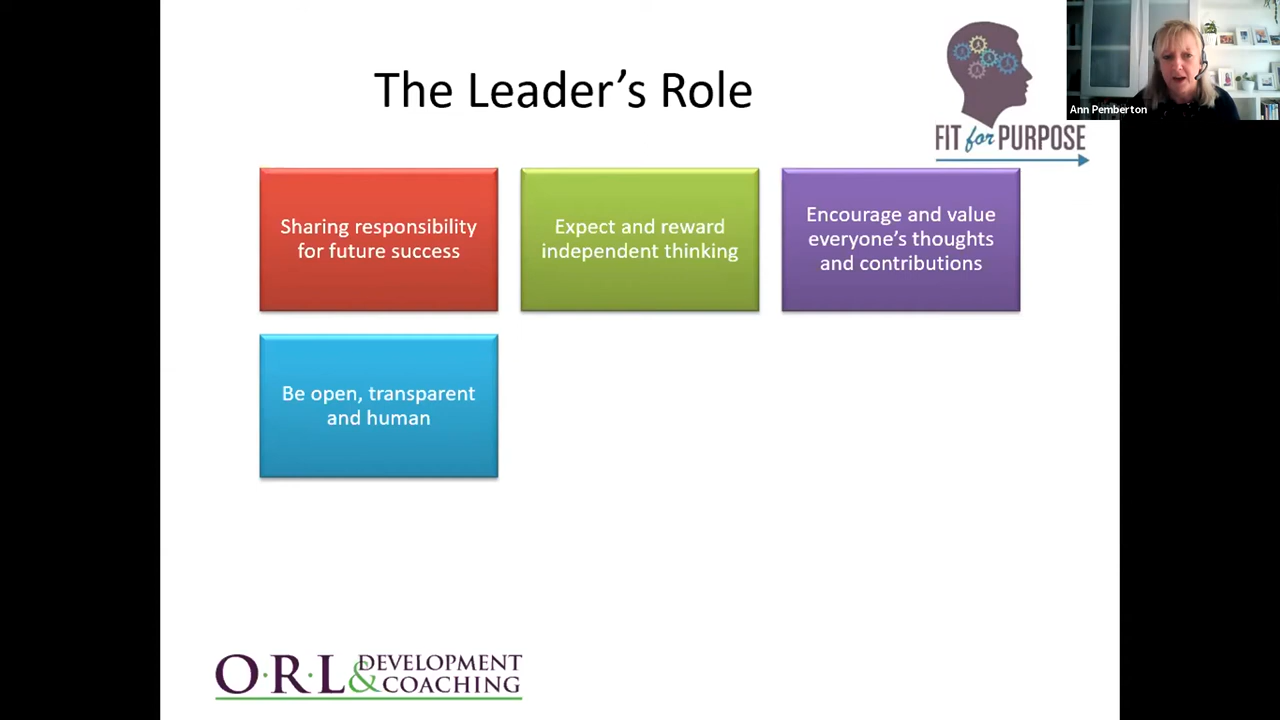 The Leader’s Role
FIT for PURPOSE
Ann Pemberton
Sharing responsibility
for future success
Expect and reward
independent thinking
Encourage and value
everyone’s thoughts
and contributions
Be open, transparent
and human
O·R·L & DEVELOPMENT
COACHING